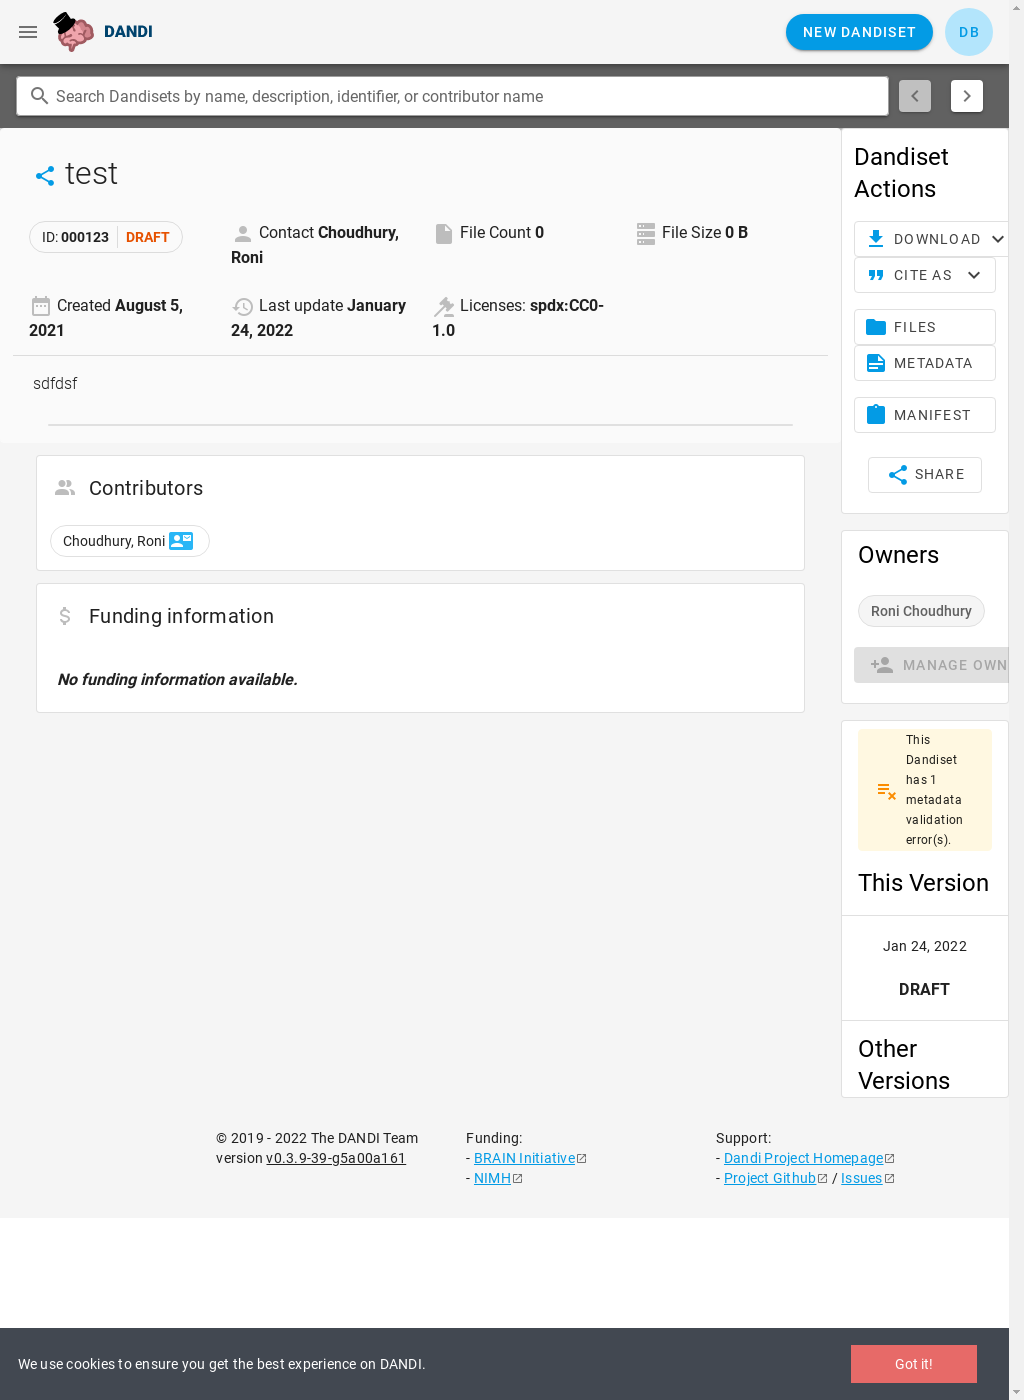 DANDI
NEW DANDISET
DB
Search Dandisets by name, description, identifier, or contributor name
test
ID: 000123 DRAFT
Contact Choudhury,
Roni
File Count 0
File Size 0 B
Created August 5,
2021
Last update January
24, 2022
Licenses: spdx:CC0-
1.0
sdfdsf
Contributors
Choudhury, Roni
Funding information
No funding information available.
Dandiset
Actions
DOWNLOAD
CITE AS
FILES
METADATA
MANIFEST
SHARE
Owners
Roni Choudhury
MANAGE OWN
This
Dandiset
has 1
metadata
validation
error(s).
This Version
Jan 24, 2022
DRAFT
Other
Versions
© 2019 - 2022 The DANDI Team
version v0.3.9-39-g5a00a161
Funding:
- BRAIN Initiative
- NIMH
Support:
- Dandi Project Homepage
- Project Github / Issues
We use cookies to ensure you get the best experience on DANDI.
Got it!